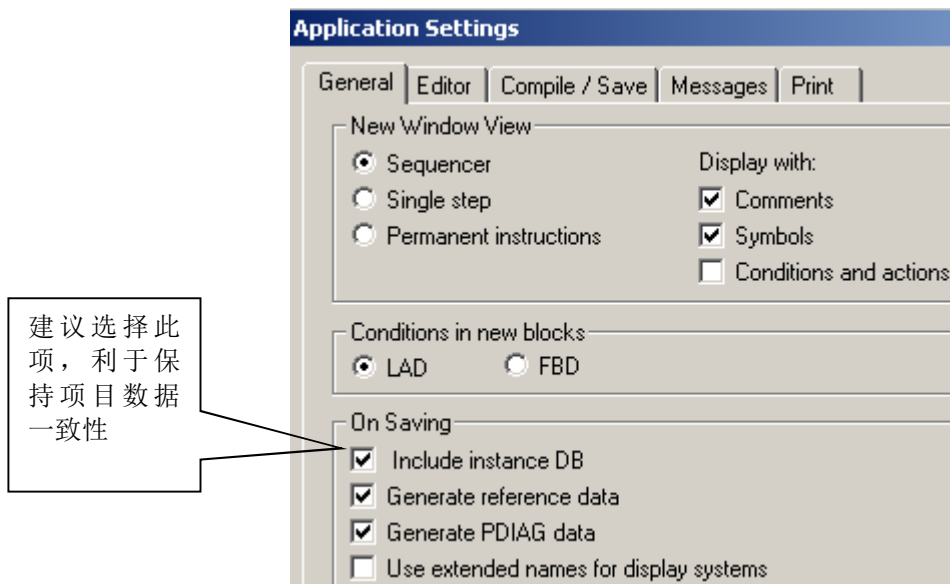 Application Settings
General Editor Compile / Save Messages Print
New Window View
Sequencer
Display with:
Single step
Comments
Permanent instructions
Symbols
Conditions and actions
建议选择此
项，利于保
持项目数据
一致性
Conditions in new blocks
LAD FBD
On Saving
Include instance DB
Generate reference data
Generate PDIAG data
Use extended names for display systems